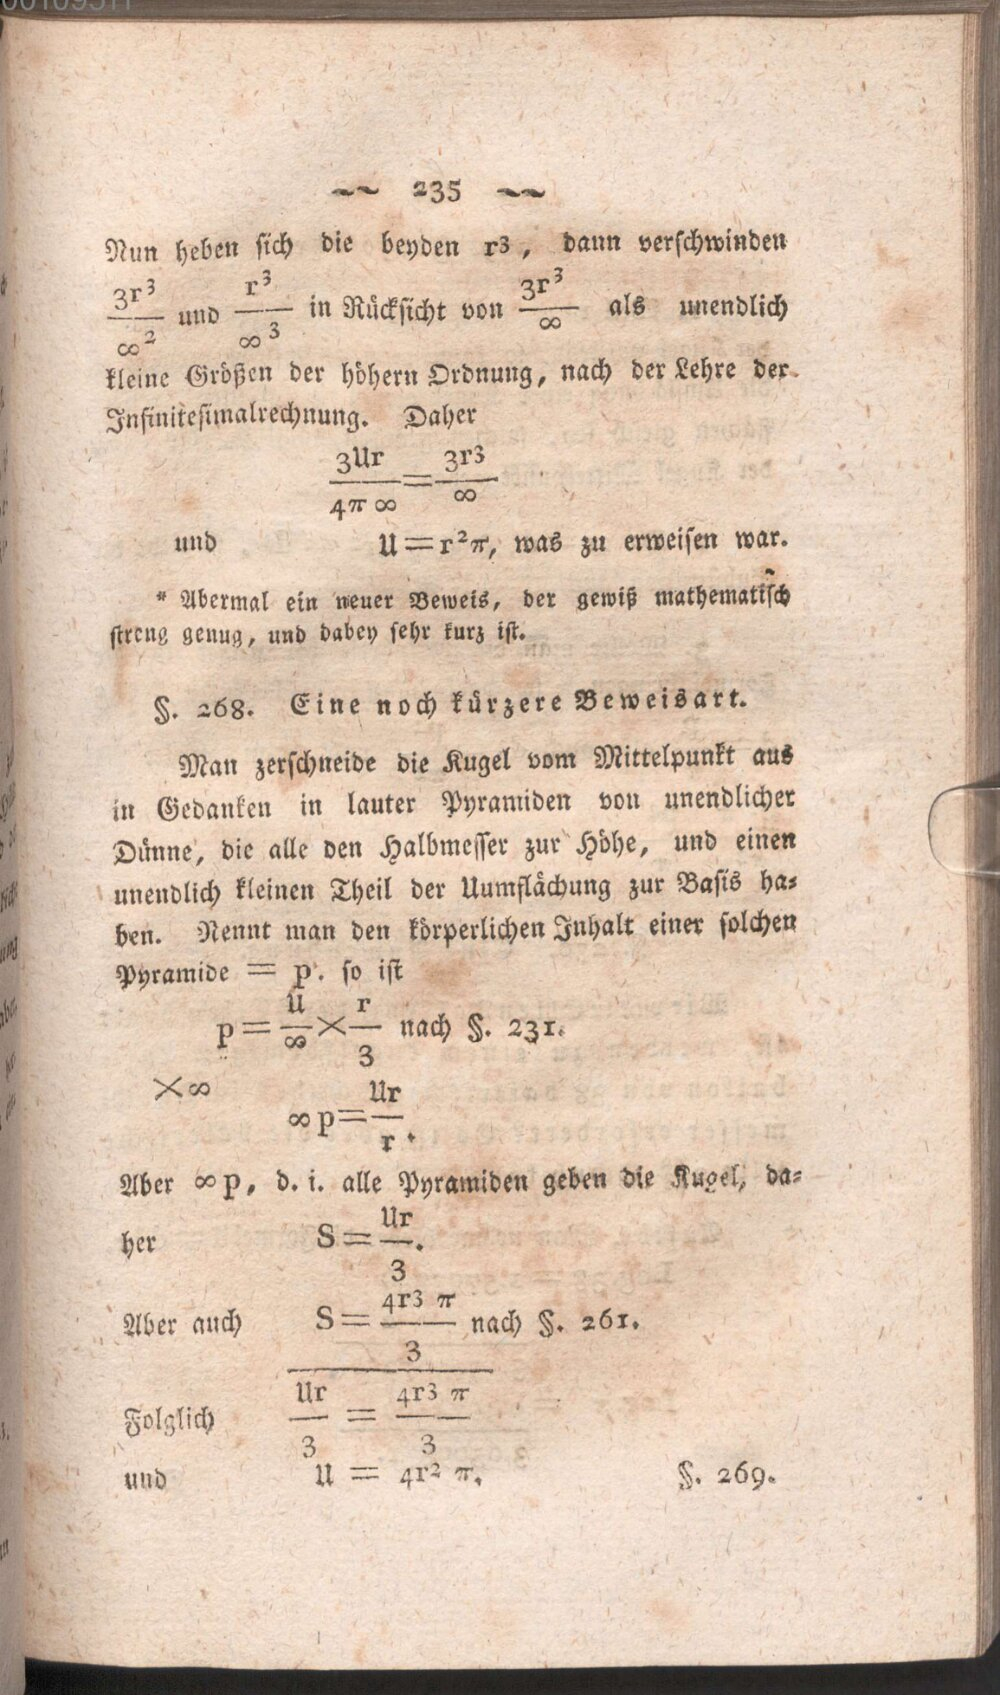 ~~ 235 ~~
Nun heben sich die beyden r³, dann verschwinden
3r³/∞² und r³/∞³ in Rücksicht von 3r³/∞ als unendlich
kleine Größen der höhern Ordnung, nach der Lehre der
Infinitesimalrechnung. Daher
3Ur/4π∞ = 3r³/∞
und U = r²π, was zu erweisen war.
* Abermal ein neuer Beweis, der gewiß mathematisch
streng genug, und dabey sehr kurz ist.
§. 268. Eine noch kürzere Beweisart.
Man zerschneide die Kugel vom Mittelpunkt aus
in Gedanken in lauter Pyramiden von unendlicher
Dünne, die alle den Halbmesser zur Höhe, und einen
unendlich kleinen Theil der Uumflächung zur Basis ha⸗
ben. Nennt man den körperlichen Inhalt einer solchen
Pyramide = p. so ist
p = U/∞ × r/3 nach §. 231.
×∞
∞p = Ur/r.
Aber ∞p, d. i. alle Pyramiden geben die Kugel, da⸗
her S = Ur/3.
Aber auch S = 4r³π/3 nach §. 261.
Folglich Ur/3 = 4r³π/3
und U = 4r²π. §. 269.